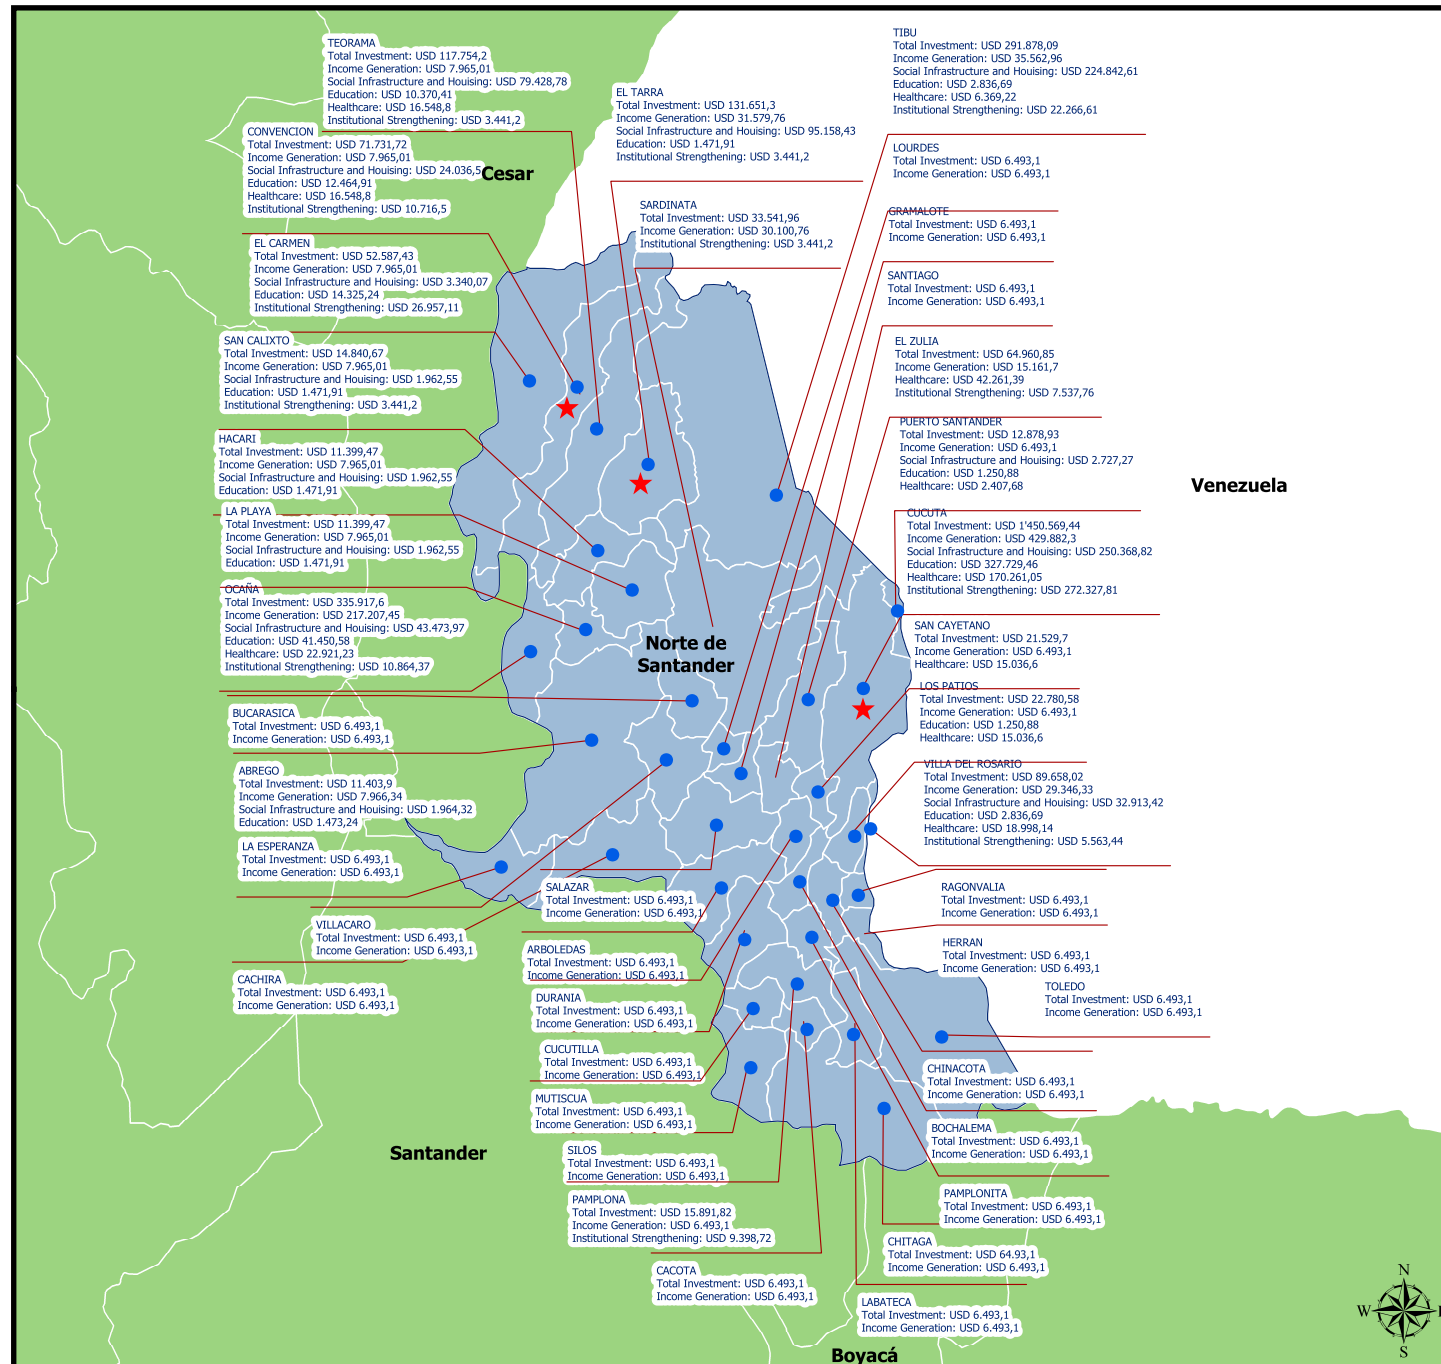 TEORAMA
Total Investment: USD 117.754,2
Income Generation: USD 7.965,01
Social Infrastructure and Houising: USD 79.428,78
Education: USD 10.370,41
Healthcare: USD 16.548,8
Institutional Strengthening: USD 3.441,2
CONVENCION
Total Investment: USD 71.731,72
Income Generation: USD 7.965,01
Social Infrastructure and Houising: USD 24.036,5
Education: USD 12.464,91
Healthcare: USD 16.548,8
Institutional Strengthening: USD 10.716,5
Cesar
EL CARMEN
Total Investment: USD 52.587,43
Income Generation: USD 7.965,01
Social Infrastructure and Houising: USD 3.340,07
Education: USD 14.325,24
Institutional Strengthening: USD 26.957,11
SAN CALIXTO
Total Investment: USD 14.840,67
Income Generation: USD 7.965,01
Social Infrastructure and Houising: USD 1.962,55
Education: USD 1.471,91
Institutional Strengthening: USD 3.441,2
HACARI
Total Investment: USD 11.399,47
Income Generation: USD 7.965,01
Social Infrastructure and Houising: USD 1.962,55
Education: USD 1.471,91
LA PLAYA
Total Investment: USD 11.399,47
Income Generation: USD 7.965,01
Social Infrastructure and Houising: USD 1.962,55
Education: USD 1.471,91
OCAÑA
Total Investment: USD 335.917,6
Income Generation: USD 217.207,45
Social Infrastructure and Houising: USD 43.473,97
Education: USD 41.450,58
Healthcare: USD 22.921,23
Institutional Strengthening: USD 10.864,37
BUCARASICA
Total Investment: USD 6.493,1
Income Generation: USD 6.493,1
ABREGO
Total Investment: USD 11.403,9
Income Generation: USD 7.966,34
Social Infrastructure and Houising: USD 1.964,32
Education: USD 1.473,24
LA ESPERANZA
Total Investment: USD 6.493,1
Income Generation: USD 6.493,1
VILLACARO
Total Investment: USD 6.493,1
Income Generation: USD 6.493,1
CACHIRA
Total Investment: USD 6.493,1
Income Generation: USD 6.493,1
EL TARRA
Total Investment: USD 131.651,3
Income Generation: USD 31.579,76
Social Infrastructure and Houising: USD 95.158,43
Education: USD 1.471,91
Institutional Strengthening: USD 3.441,2
SARDINATA
Total Investment: USD 33.541,96
Income Generation: USD 30.100,76
Institutional Strengthening: USD 3.441,2
Norte de
Santander
SALAZAR
Total Investment: USD 6.493,1
Income Generation: USD 6.493,1
ARBOLEDAS
Total Investment: USD 6.493,1
Income Generation: USD 6.493,1
DURANIA
Total Investment: USD 6.493,1
Income Generation: USD 6.493,1
CUCUTILLA
Total Investment: USD 6.493,1
Income Generation: USD 6.493,1
MUTISCUA
Total Investment: USD 6.493,1
Income Generation: USD 6.493,1
Santander
SILOS
Total Investment: USD 6.493,1
Income Generation: USD 6.493,1
PAMPLONA
Total Investment: USD 15.891,82
Income Generation: USD 6.493,1
Institutional Strengthening: USD 9.398,72
CACOTA
Total Investment: USD 6.493,1
Income Generation: USD 6.493,1
TIBU
Total Investment: USD 291.878,09
Income Generation: USD 35.562,96
Social Infrastructure and Houising: USD 224.842,61
Education: USD 2.836,69
Healthcare: USD 6.369,22
Institutional Strengthening: USD 22.266,61
LOURDES
Total Investment: USD 6.493,1
Income Generation: USD 6.493,1
GRAMALOTE
Total Investment: USD 6.493,1
Income Generation: USD 6.493,1
SANTIAGO
Total Investment: USD 6.493,1
Income Generation: USD 6.493,1
EL ZULIA
Total Investment: USD 64.960,85
Income Generation: USD 15.161,7
Healthcare: USD 42.261,39
Institutional Strengthening: USD 7.537,76
PUERTO SANTANDER
Total Investment: USD 12.878,93
Income Generation: USD 6.493,1
Social Infrastructure and Housing: USD 2.727,27
Education: USD 1.250,88
Healthcare: USD 2.407,68
Venezuela
CUCUTA
Total Investment: USD 1'450.569,44
Income Generation: USD 429.882,3
Social Infrastructure and Houising: USD 250.368,82
Education: USD 327.729,46
Healthcare: USD 170.261,05
Institutional Strengthening: USD 272.327,81
SAN CAYETANO
Total Investment: USD 21.529,7
Income Generation: USD 6.493,1
Healthcare: USD 15.036,6
LOS PATIOS
Total Investment: USD 22.780,58
Income Generation: USD 6.493,1
Education: USD 1.250,88
Healthcare: USD 15.036,6
VILLA DEL ROSARIO
Total Investment: USD 89.658,02
Income Generation: USD 29.346,33
Social Infrastructure and Houising: USD 32.913,42
Education: USD 2.836,69
Healthcare: USD 18.998,14
Institutional Strengthening: USD 5.563,44
RAGONVALIA
Total Investment: USD 6.493,1
Income Generation: USD 6.493,1
HERRAN
Total Investment: USD 6.493,1
Income Generation: USD 6.493,1
TOLEDO
Total Investment: USD 6.493,1
Income Generation: USD 6.493,1
CHINACOTA
Total Investment: USD 6.493,1
Income Generation: USD 6.493,1
BOCHALEMA
Total Investment: USD 6.493,1
Income Generation: USD 6.493,1
PAMPLONITA
Total Investment: USD 6.493,1
Income Generation: USD 6.493,1
CHITAGA
Total Investment: USD 64.93,1
Income Generation: USD 6.493,1
LABATECA
Total Investment: USD 6.493,1
Income Generation: USD 6.493,1
Boyacá
N
W
S